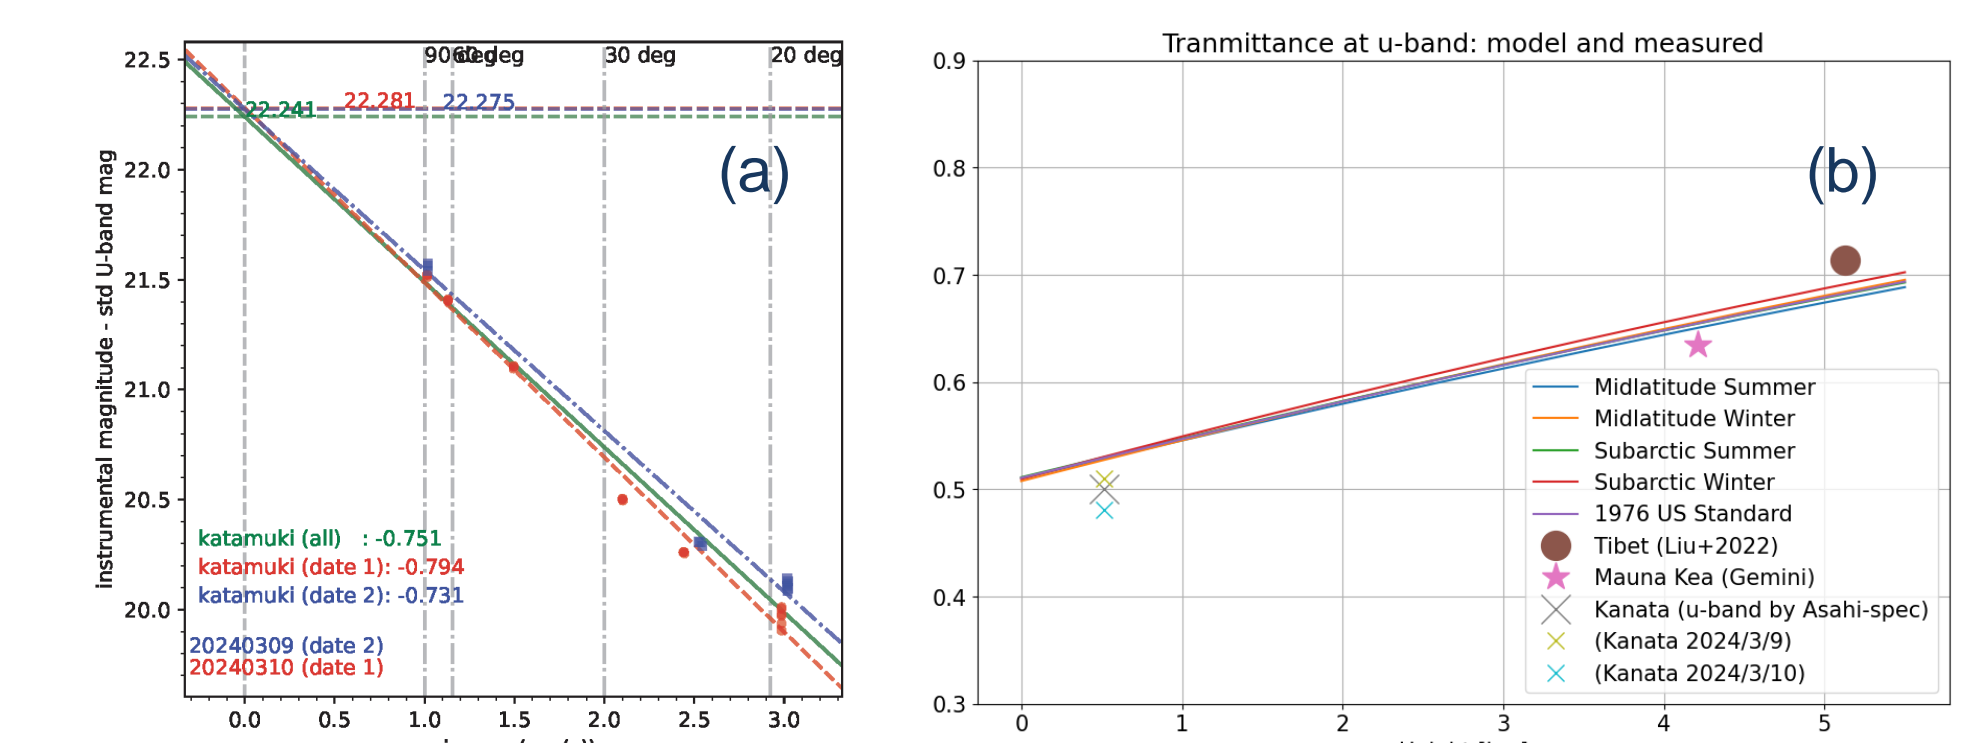 22.5
22.0
21.5
21.0
20.5
20.0
instrumental magnitude - std U-band mag
90 deg
60 deg
30 deg
20 deg
22.241
22.281
22.275
(a)
katamuki (all) : -0.751
katamuki (date 1): -0.794
katamuki (date 2): -0.731
20240309 (date 2)
20240310 (date 1)
0.0
0.5
1.0
1.5
2.0
2.5
3.0
Tranmittance at u-band: model and measured
0.9
0.8
0.7
0.6
0.5
0.4
0.3
(b)
Midlatitude Summer
Midlatitude Winter
Subarctic Summer
Subarctic Winter
1976 US Standard
Tibet (Liu+2022)
Mauna Kea (Gemini)
Kanata (u-band by Asahi-spec)
(Kanata 2024/3/9)
(Kanata 2024/3/10)
0
1
2
3
4
5